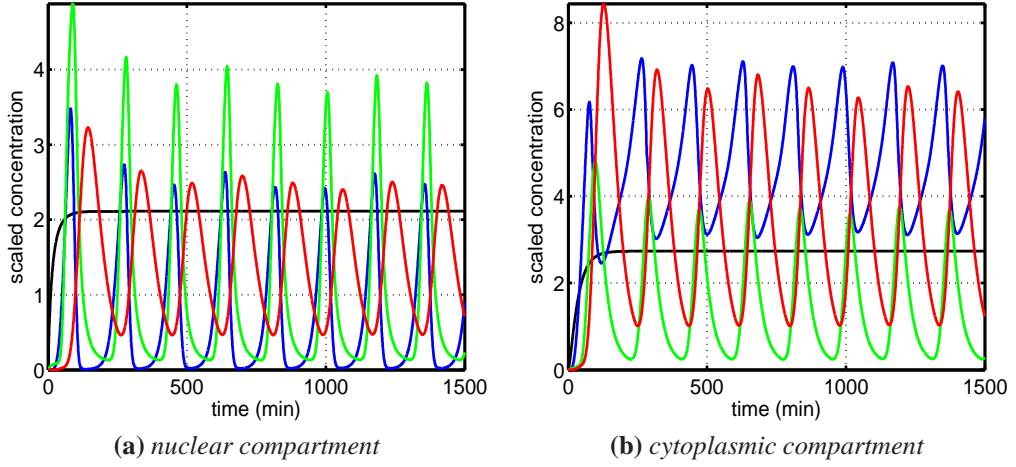 scaled concentration
4
3
2
1
0
0 500 1000 1500
time (min)
(a) nuclear compartment
scaled concentration
8
6
4
2
0
0 500 1000 1500
time (min)
(b) cytoplasmic compartment